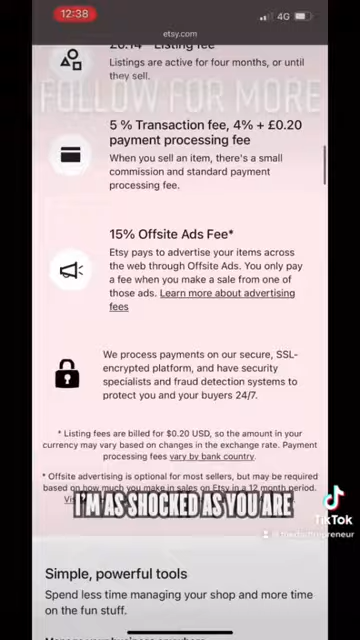 12:38
4G
etsy.com
£0.14* Listing fee
Listings are active for four months, or until
they sell.
FOLLOW FOR MORE
5 % Transaction fee, 4% + £0.20
payment processing fee
When you sell an item, there's a small
commission and standard payment
processing fee.
15% Offsite Ads Fee*
Etsy pays to advertise your items across
the web through Offsite Ads. You only pay
a fee when you make a sale from one of
those ads. Learn more about advertising
fees
We process payments on our secure, SSL-
encrypted platform, and have security
specialists and fraud detection systems to
protect you and your buyers 24/7.
* Listing fees are billed for $0.20 USD, so the amount in your
currency may vary based on changes in the exchange rate. Payment
processing fees vary by bank country.
* Offsite advertising is optional for most sellers, but may be required
based on how much you make in sales on Etsy in a 12 month period.
I'M AS SHOCKED AS YOU ARE
TikTok
Simple, powerful tools
Spend less time managing your shop and more time
on the fun stuff.